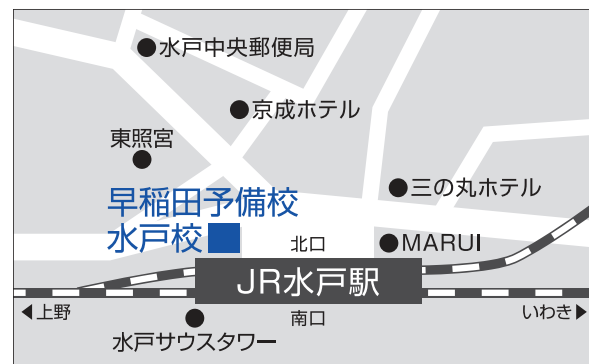 水戸中央郵便局
京成ホテル
東照宮
三の丸ホテル
早稲田予備校
水戸校
北口
MARUI
JR水戸駅
◀上野
南口
いわき▶
水戸サウスタワー